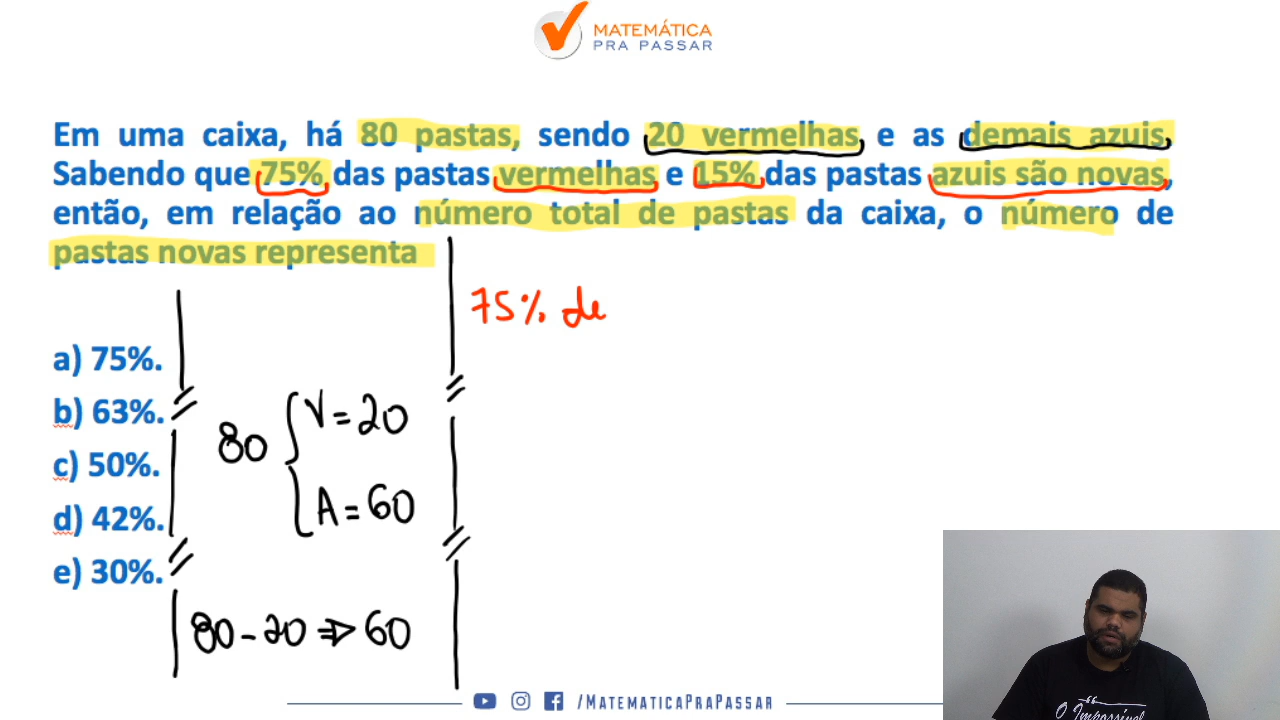 MATEMÁTICA
PRA PASSAR
Em uma caixa, há 80 pastas, sendo 20 vermelhas e as demais azuis.
Sabendo que 75% das pastas vermelhas e 15% das pastas azuis são novas,
então, em relação ao número total de pastas da caixa, o número de
pastas novas representa
75% de
a) 75%.
b) 63%.
c) 50%.
d) 42%.
e) 30%.
80 { V = 20
A = 60
80 - 20 ⇒ 60
/MATEMATICAPRAPASSAR
O Impossível